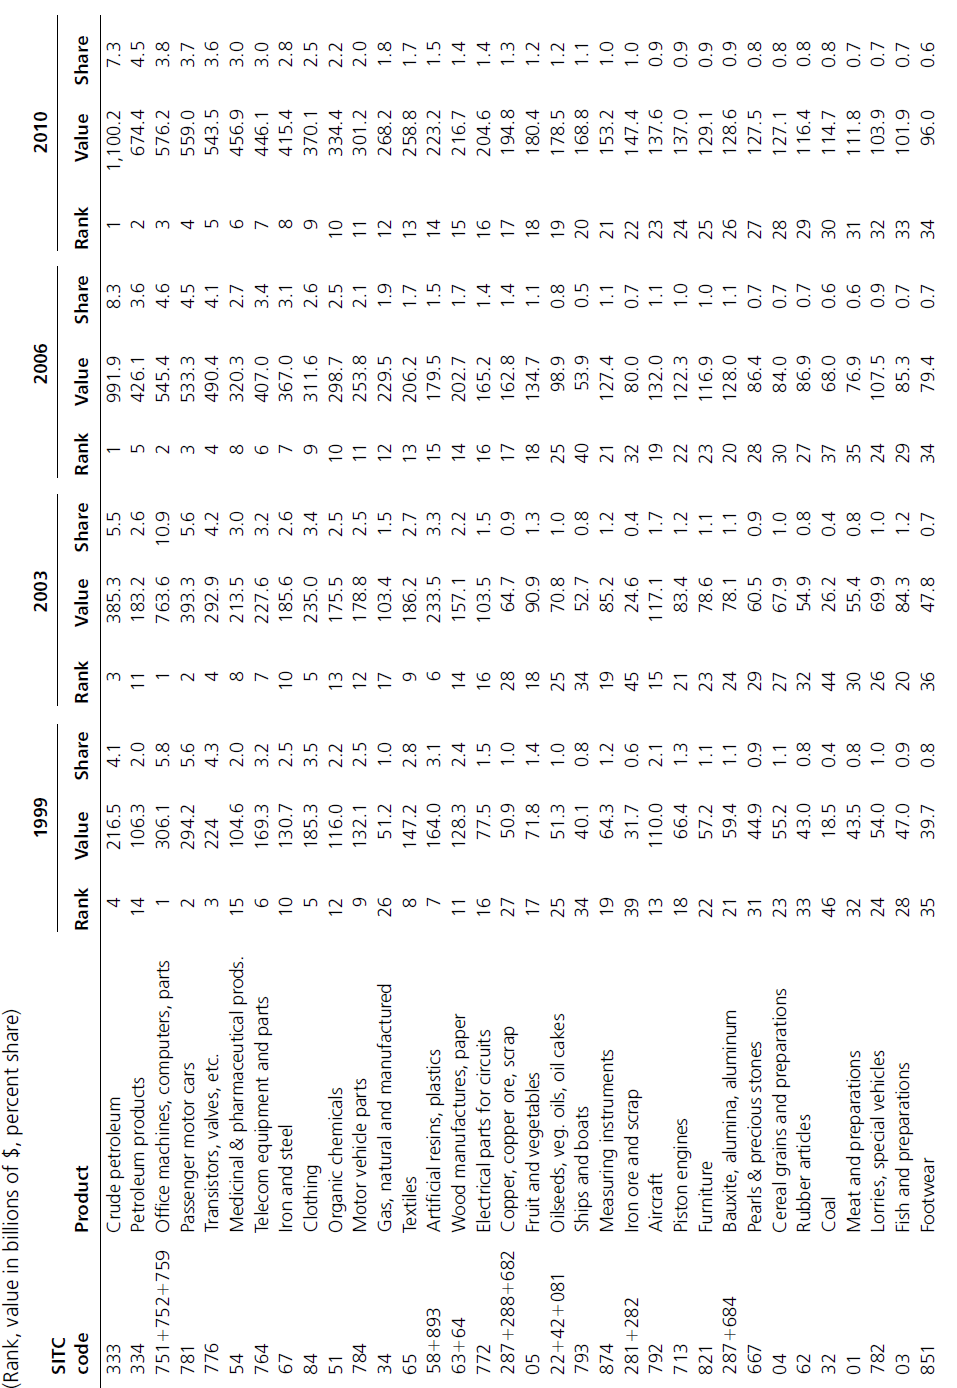 (Rank, value in billions of $, percent share)
1999 2003 2006 2010
SITC
code Product Rank Value Share Rank Value Share Rank Value Share Rank Value Share
333 Crude petroleum 4 216.5 4.1 3 385.3 5.5 1 991.9 8.3 1 1,100.2 7.3
334 Petroleum products 14 106.3 2.0 11 183.2 2.6 5 426.1 3.6 2 674.4 4.5
751+752+759 Office machines, computers, parts 1 306.1 5.8 1 763.6 10.9 2 545.4 4.6 3 576.2 3.8
781 Passenger motor cars 2 294.2 5.6 2 393.3 5.6 3 533.3 4.5 4 559.0 3.7
776 Transistors, valves, etc. 3 224 4.3 4 292.9 4.2 4 490.4 4.1 5 543.5 3.6
54 Medicinal & pharmaceutical prods. 15 104.6 2.0 8 213.5 3.0 8 320.3 2.7 6 456.9 3.0
764 Telecom equipment and parts 6 169.3 3.2 7 227.6 3.2 6 407.0 3.4 7 446.1 3.0
67 Iron and steel 10 130.7 2.5 10 185.6 2.6 7 367.0 3.1 8 415.4 2.8
84 Clothing 5 185.3 3.5 5 235.0 3.4 9 311.6 2.6 9 370.1 2.5
51 Organic chemicals 12 116.0 2.2 13 175.5 2.5 10 298.7 2.5 10 334.4 2.2
784 Motor vehicle parts 9 132.1 2.5 12 178.8 2.5 11 253.8 2.1 11 301.2 2.0
34 Gas, natural and manufactured 26 51.2 1.0 17 103.4 1.5 12 229.5 1.9 12 268.2 1.8
65 Textiles 8 147.2 2.8 9 186.2 2.7 13 206.2 1.7 13 258.8 1.7
58+893 Artificial resins, plastics 7 164.0 3.1 6 233.5 3.3 15 179.5 1.5 14 223.2 1.5
63+64 Wood manufactures, paper 11 128.3 2.4 14 157.1 2.2 14 202.7 1.7 15 216.7 1.4
772 Electrical parts for circuits 16 77.5 1.5 16 103.5 1.5 16 165.2 1.4 16 204.6 1.4
287+288+682 Copper, copper ore, scrap 27 50.9 1.0 28 64.7 0.9 17 162.8 1.4 17 194.8 1.3
05 Fruit and vegetables 17 71.8 1.4 18 90.9 1.3 18 134.7 1.1 18 180.4 1.2
22+42+081 Oilseeds, veg. oils, oil cakes 25 51.3 1.0 25 70.8 1.0 25 98.9 0.8 19 178.5 1.2
793 Ships and boats 34 40.1 0.8 34 52.7 0.8 40 53.9 0.5 20 168.8 1.1
874 Measuring instruments 19 64.3 1.2 19 85.2 1.2 21 127.4 1.1 21 153.2 1.0
281+282 Iron ore and scrap 39 31.7 0.6 45 24.6 0.4 32 80.0 0.7 22 147.4 1.0
792 Aircraft 13 110.0 2.1 15 117.1 1.7 19 132.0 1.1 23 137.6 0.9
713 Piston engines 18 66.4 1.3 21 83.4 1.2 22 122.3 1.0 24 137.0 0.9
821 Furniture 22 57.2 1.1 23 78.6 1.1 23 116.9 1.0 25 129.1 0.9
287+684 Bauxite, alumina, aluminum 21 59.4 1.1 24 78.1 1.1 20 128.0 1.1 26 128.6 0.9
667 Pearls & precious stones 31 44.9 0.9 29 60.5 0.9 28 86.4 0.7 27 127.5 0.8
04 Cereal grains and preparations 23 55.2 1.1 27 67.9 1.0 30 84.0 0.7 28 127.1 0.8
62 Rubber articles 33 43.0 0.8 32 54.9 0.8 27 86.9 0.7 29 116.4 0.8
32 Coal 46 18.5 0.4 44 26.2 0.4 37 68.0 0.6 30 114.7 0.8
01 Meat and preparations 32 43.5 0.8 30 55.4 0.8 35 76.9 0.6 31 111.8 0.7
782 Lorries, special vehicles 24 54.0 1.0 26 69.9 1.0 24 107.5 0.9 32 103.9 0.7
03 Fish and preparations 28 47.0 0.9 20 84.3 1.2 29 85.3 0.7 33 101.9 0.7
851 Footwear 35 39.7 0.8 36 47.8 0.7 34 79.4 0.7 34 96.0 0.6